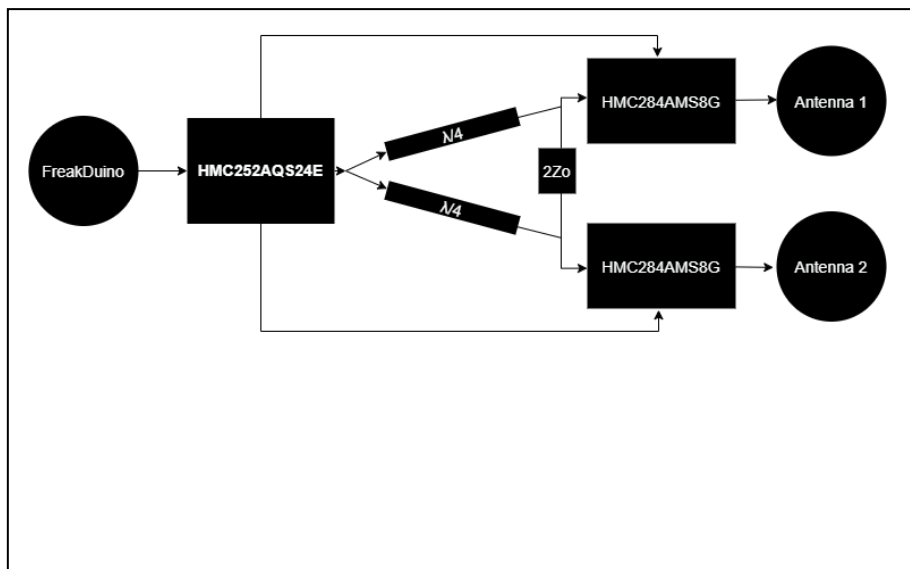 FreakDuino
HMC252AQS24E
λ/4
λ/4
2Zo
HMC284AMS8G
HMC284AMS8G
Antenna 1
Antenna 2